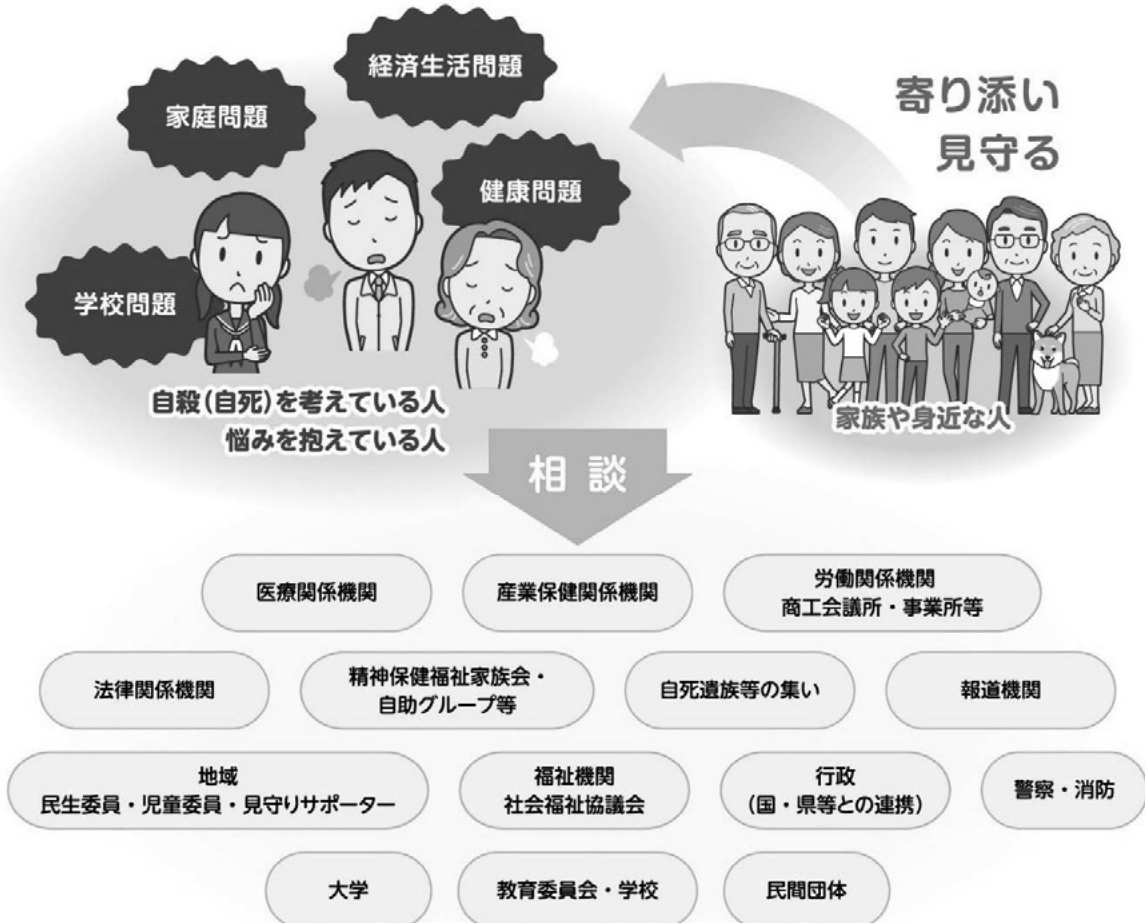 経済生活問題
家庭問題
健康問題
学校問題
自殺（自死）を考えている人
悩みを抱えている人
寄り添い
見守る
家族や身近な人
相談
医療関係機関
産業保健関係機関
労働関係機関
商工会議所・事業所等
法律関係機関
精神保健福祉家族会・
自助グループ等
自死遺族等の集い
報道機関
地域
民生委員・児童委員・見守りサポーター
福祉機関
社会福祉協議会
行政
（国・県等との連携）
警察・消防
大学
教育委員会・学校
民間団体